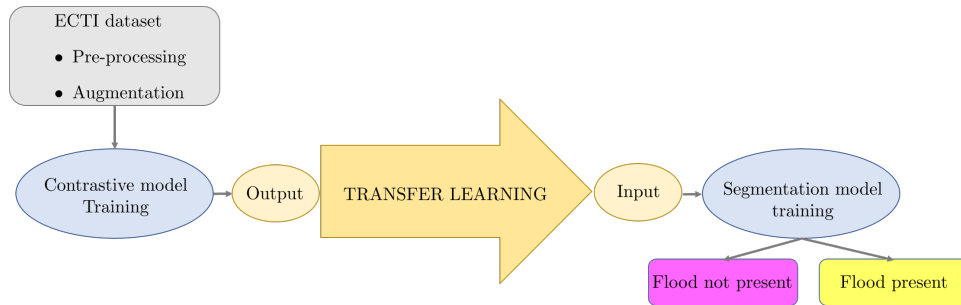 ECTI dataset
• Pre-processing
• Augmentation
Contrastive model
Training
Output
TRANSFER LEARNING
Input
Segmentation model
training
Flood not present
Flood present